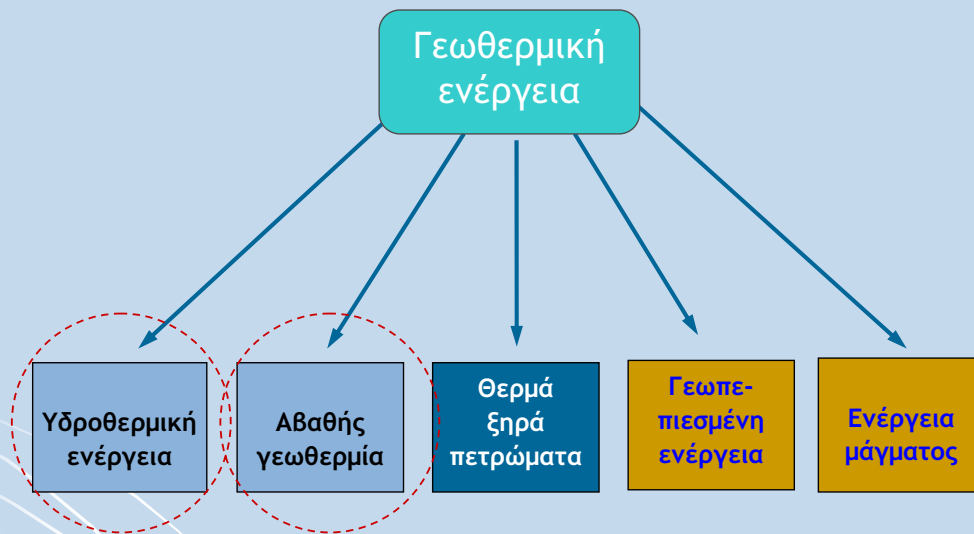 Γεωθερμική
ενέργεια
Υδροθερμική
ενέργεια
Αβαθής
γεωθερμία
Θερμά
ξηρά
πετρώματα
Γεωπε-
πιεσμένη
ενέργεια
Ενέργεια
μάγματος